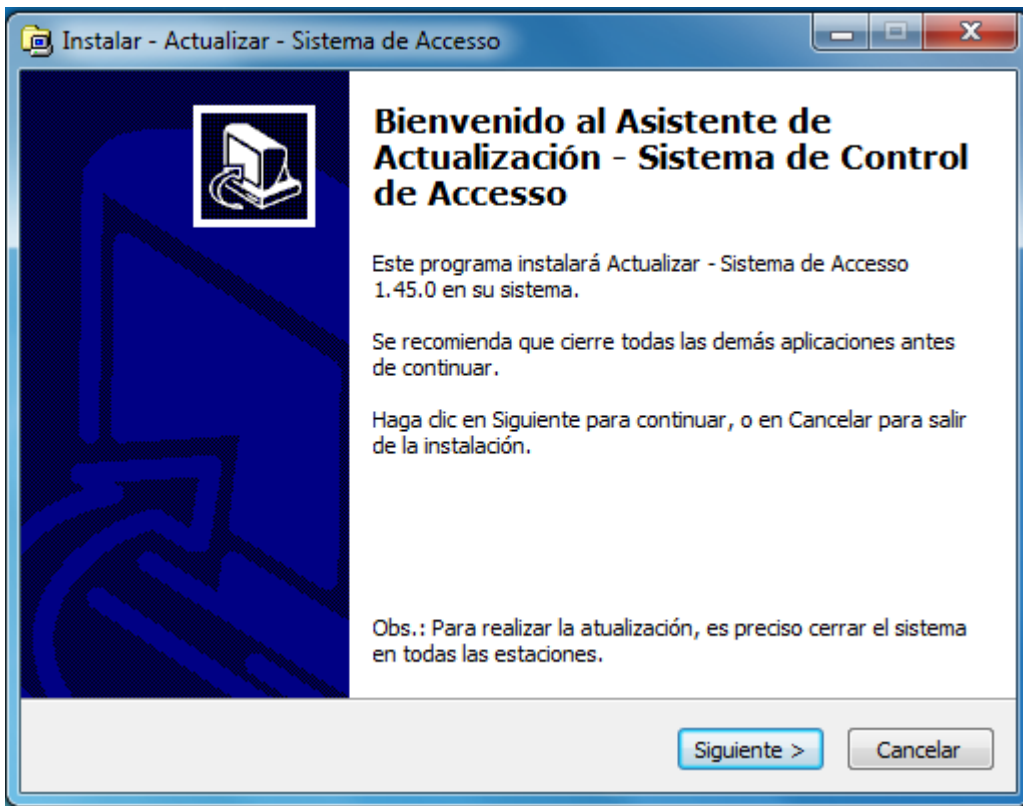 Instalar - Actualizar - Sistema de Accesso
Bienvenido al Asistente de
Actualización - Sistema de Control
de Accesso
Este programa instalará Actualizar - Sistema de Accesso
1.45.0 en su sistema.
Se recomienda que cierre todas las demás aplicaciones antes
de continuar.
Haga clic en Siguiente para continuar, o en Cancelar para salir
de la instalación.
Obs.: Para realizar la atualización, es preciso cerrar el sistema
en todas las estaciones.
Siguiente >
Cancelar